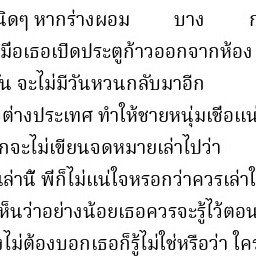 นิดๆ หากร่างผอม บาง
มือเธอเปิดประตูก้าวออกจากห้อง
จะไม่มีวันหวนกลับมาอีก
ต่างประเทศ ทำให้ชายหนุ่มเชื่อแน่
กจะไม่เขียนจดหมายเล่าไปว่า
เล่านี้ พี่ก็ไม่แน่ใจหรอกว่าควรเล่าใ
ห็นว่าอย่างน้อยเธอควรจะรู้ไว้ตอน
ไม่ต้องบอกเธอก็รู้ไม่ใช่หรือว่า ใคร